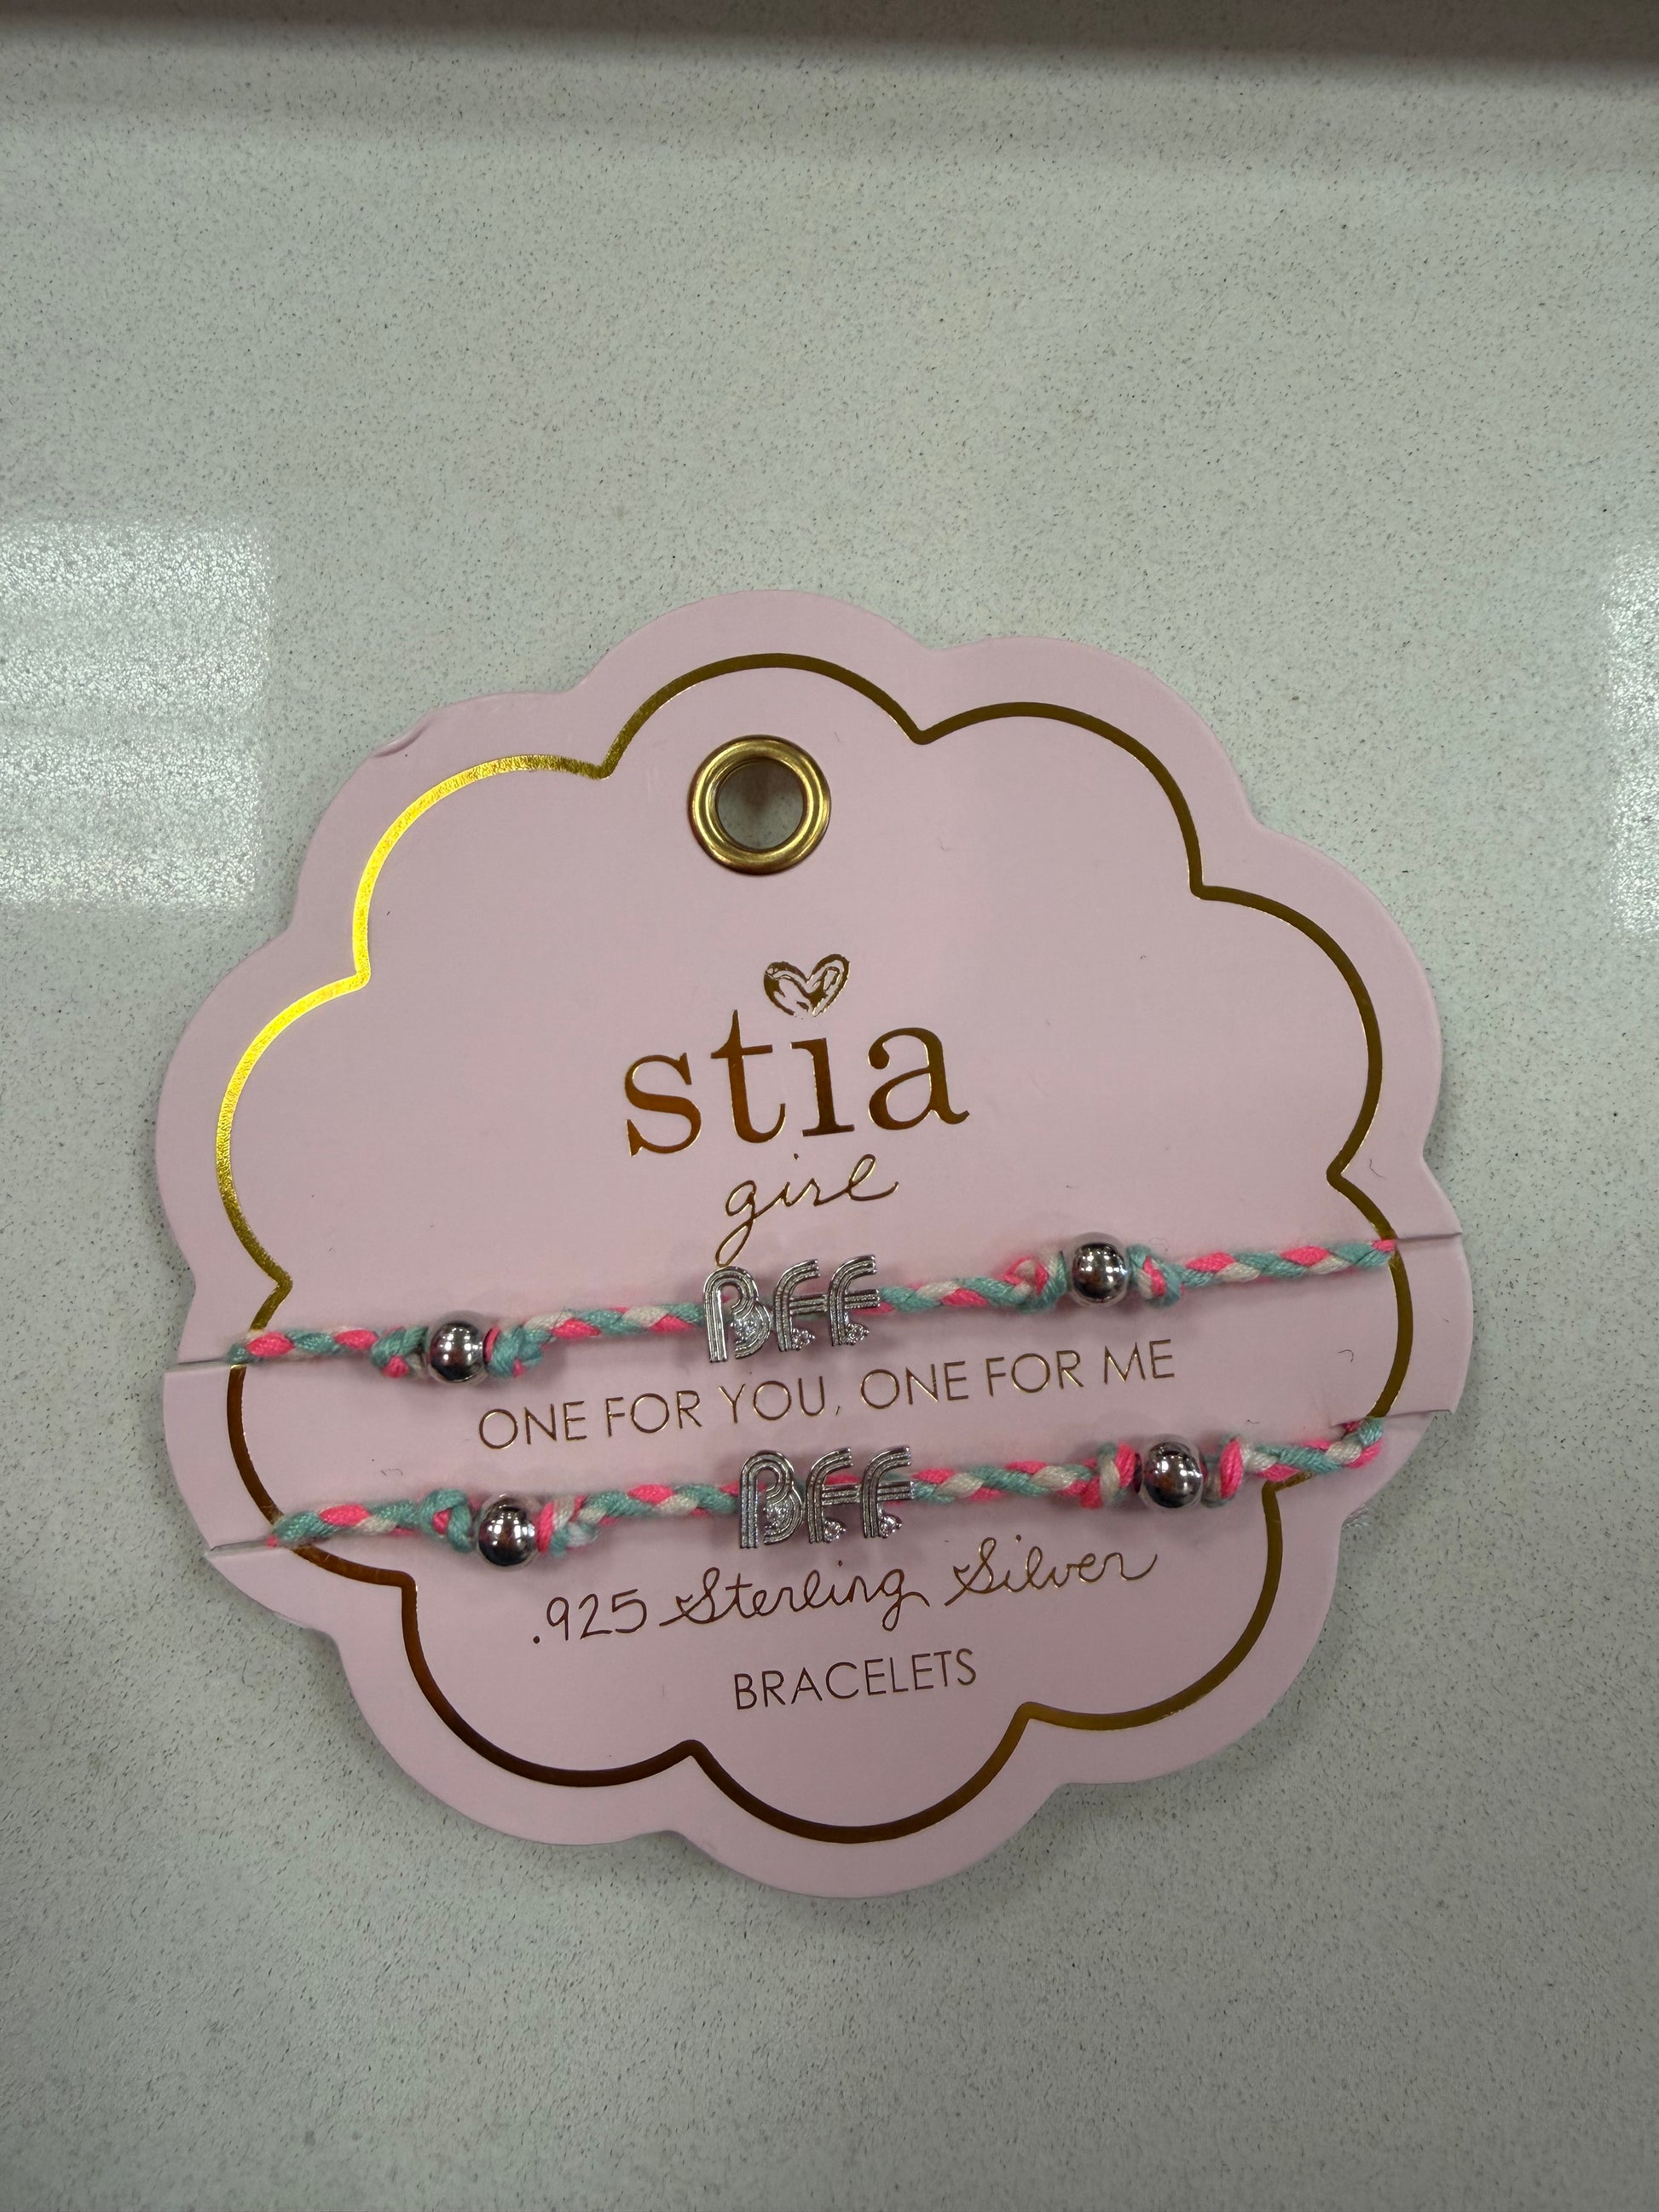 stia
girl
BFF
ONE FOR YOU, ONE FOR ME
BFF
.925 Sterling Silver
BRACELETS